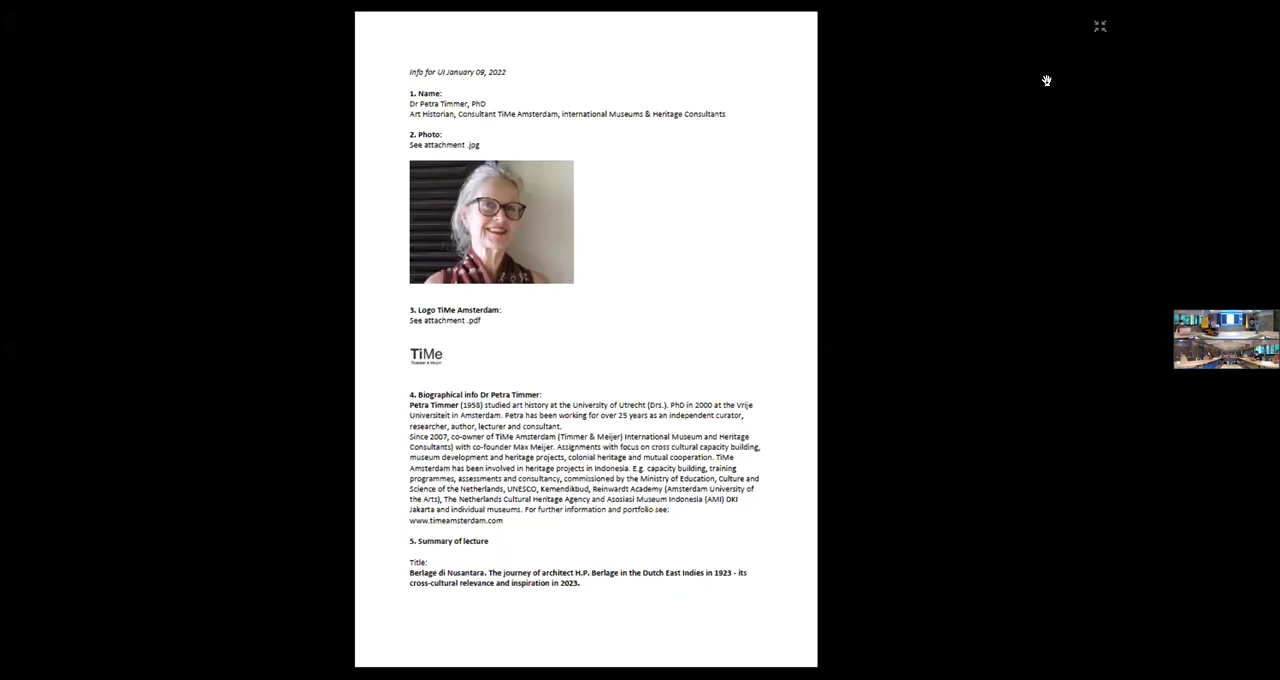 Info for UI January 09, 2022
1. Name:
Dr Petra Timmer, PhD
Art Historian, Consultant TiMe Amsterdam, international Museums & Heritage Consultants
2. Photo:
See attachment .jpg
3. Logo TiMe Amsterdam:
See attachment .pdf
TiMe
Timmer & Meijer
4. Biographical info Dr Petra Timmer:
Petra Timmer (1958) studied art history at the University of Utrecht (Drs.). PhD in 2000 at the Vrije
Universiteit in Amsterdam. Petra has been working for over 25 years as an independent curator,
researcher, author, lecturer and consultant.
Since 2007, co-owner of TiMe Amsterdam (Timmer & Meijer) International Museum and Heritage
Consultants) with co-founder Max Meijer. Assignments with focus on cross cultural capacity building,
museum development and heritage projects, colonial heritage and mutual cooperation. TiMe
Amsterdam has been involved in heritage projects in Indonesia. E.g. capacity building, training
programmes, assessments and consultancy, commissioned by the Ministry of Education, Culture and
Science of the Netherlands, UNESCO, Kemendikbud, Reinwardt Academy (Amsterdam University of
the Arts), The Netherlands Cultural Heritage Agency and Asosiasi Museum Indonesia (AMI) DKI
Jakarta and individual museums. For further information and portfolio see:
www.timeamsterdam.com
5. Summary of lecture
Title:
Berlage di Nusantara. The journey of architect H.P. Berlage in the Dutch East Indies in 1923 - its
cross-cultural relevance and inspiration in 2023.